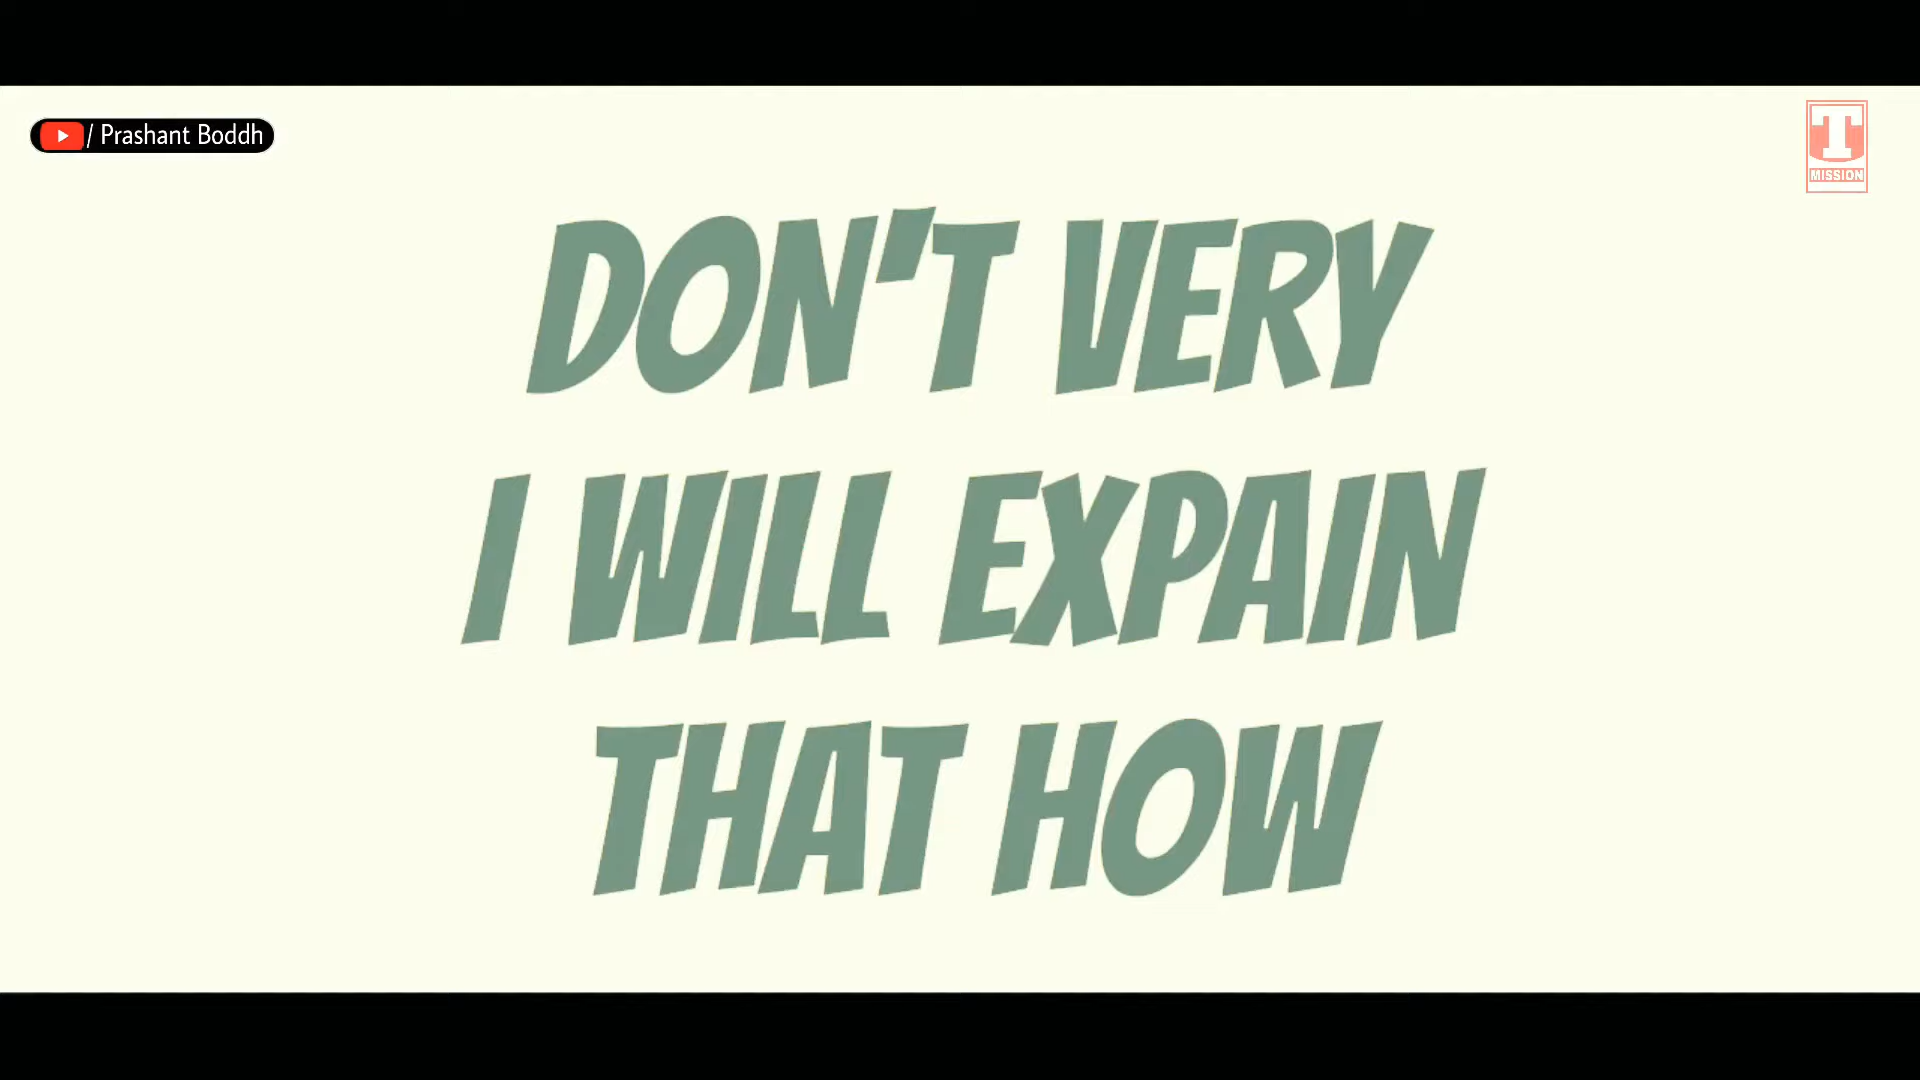 / Prashant Boddh
T
MISSION
DON'T VERY
I WILL EXPAIN
THAT HOW